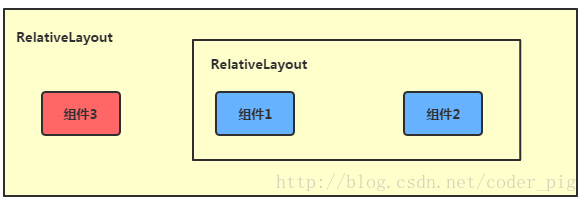 RelativeLayout
RelativeLayout
组件3
组件1
组件2
http://blog.csdn.net/coder_pig